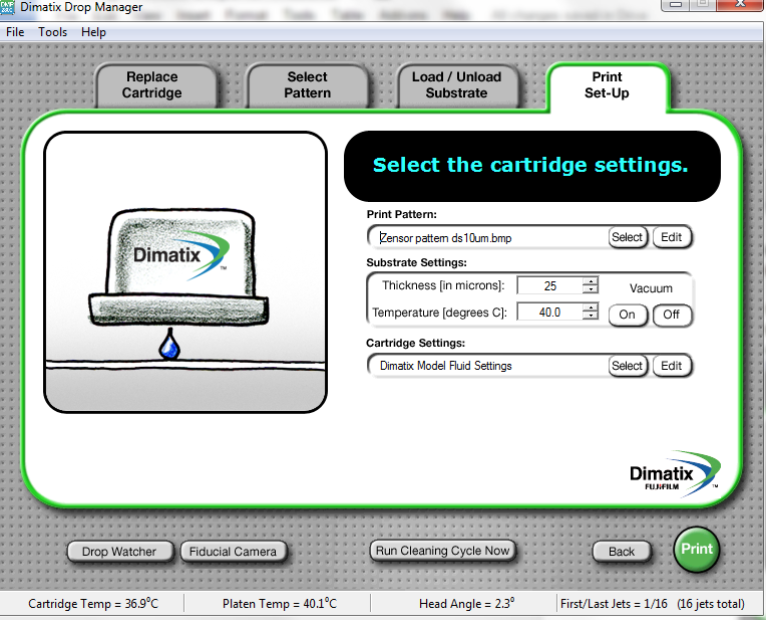 Dimatix Drop Manager
File Tools Help
Replace
Cartridge
Select
Pattern
Load / Unload
Substrate
Print
Set-Up
Dimatix
TM
Select the cartridge settings.
Print Pattern:
Zensor pattern ds10um.bmp Select Edit
Substrate Settings:
Thickness [in microns]: 25 Vacuum
Temperature [degrees C]: 40.0 On Off
Cartridge Settings:
Dimatix Model Fluid Settings Select Edit
Dimatix
FUJIFILM
TM
Drop Watcher Fiducial Camera Run Cleaning Cycle Now Back Print
Cartridge Temp = 36.9°C Platen Temp = 40.1°C Head Angle = 2.3° First/Last Jets = 1/16 (16 jets total)